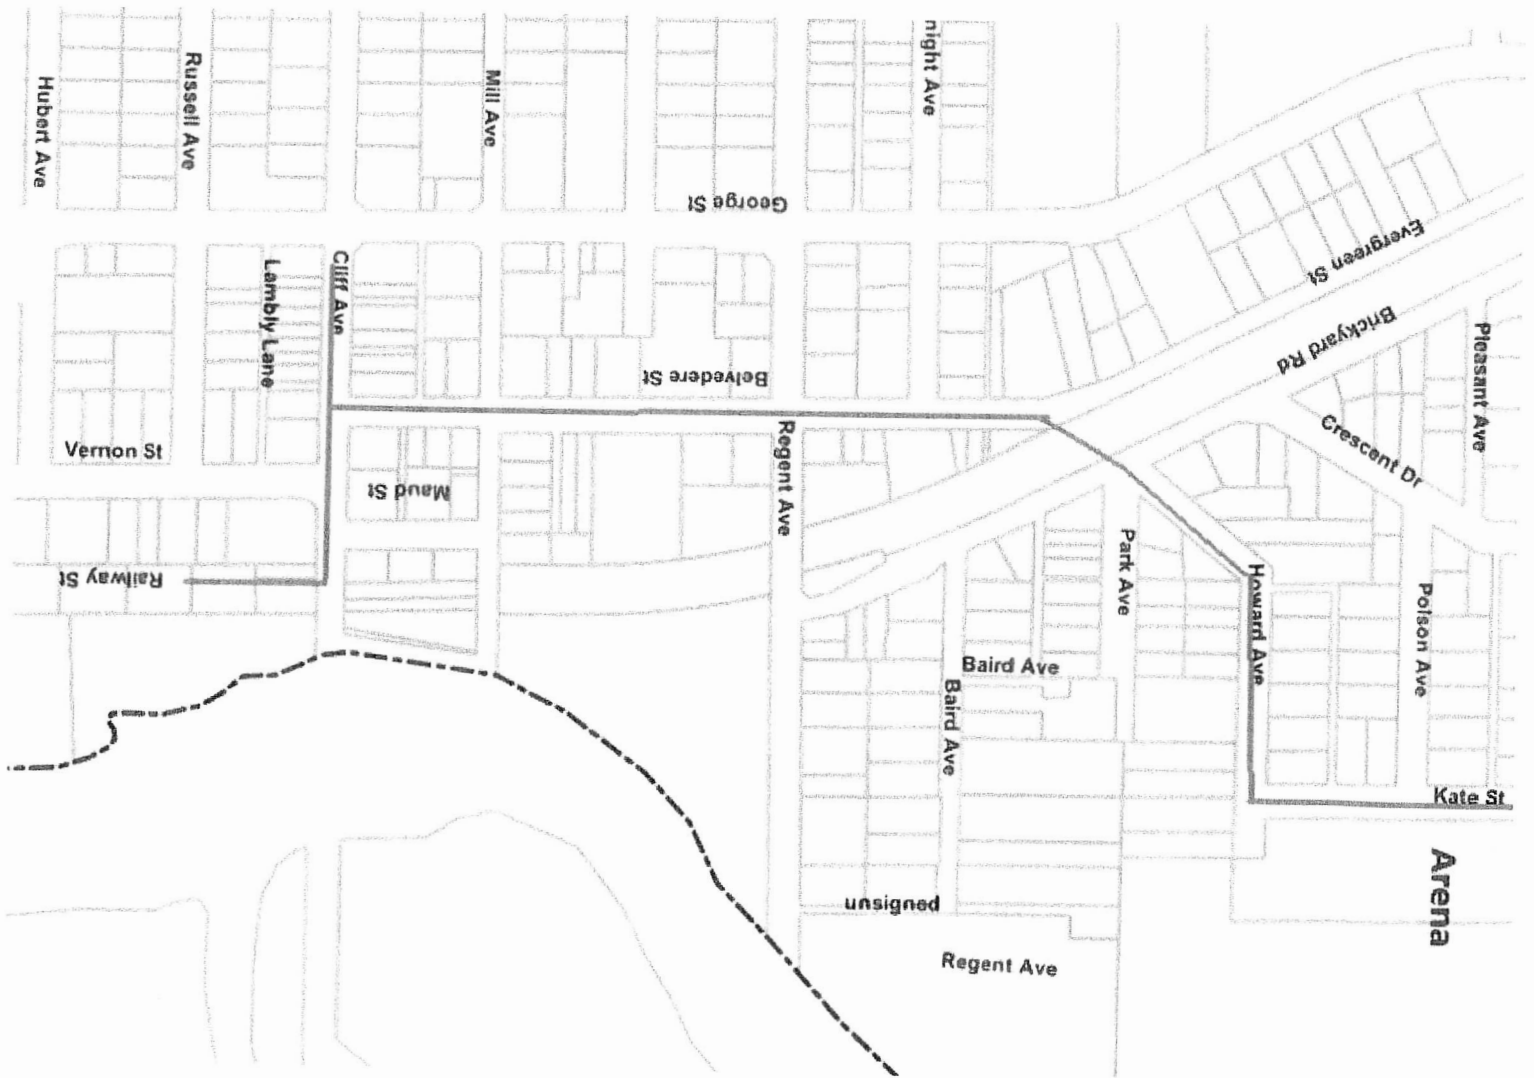 Hubert Ave
Russell Ave
Mill Ave
night Ave
George St
Evergreen St
Brickyard Rd
Pleasant Ave
Cliff Ave
Lambly Lane
Belvedere St
Crescent Dr
Vernon St
Maud St
Regent Ave
Railway St
Park Ave
Howard Ave
Polson Ave
Baird Ave
Baird Ave
Kate St
Arena
unsigned
Regent Ave